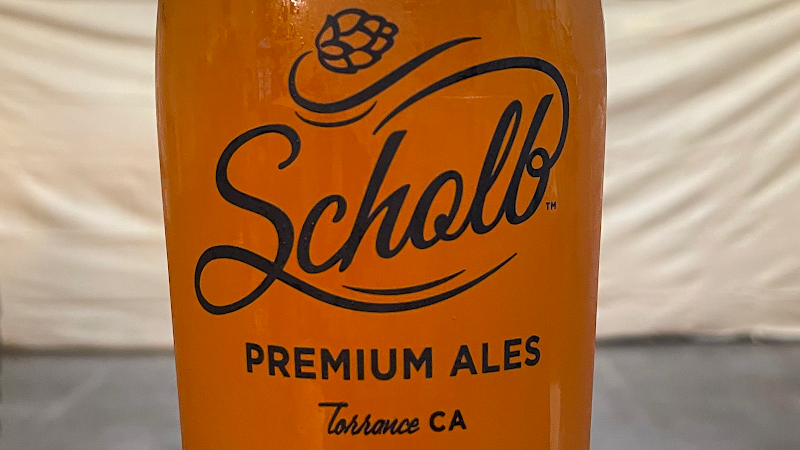 Scholb™
PREMIUM ALES
Torrance CA